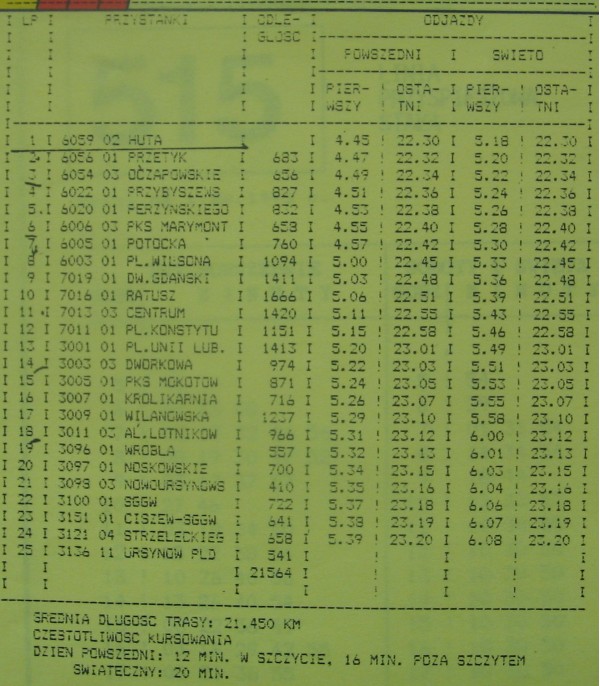 I LP I PRZYSTANKI I ODLE- I ODJAZDY I
I I I GLOSC I
I I I I POWSZEDNI I SWIETO I
I I I I PIER- ! OSTA- I PIER- ! OSTA- I
I I I I WSZY ! TNI I WSZY ! TNI I
I 1 I 6059 02 HUTA I I 4.45 ! 22.30 I 5.18 ! 22.30 I
I 2 I 6056 01 PRZETYK I 683 I 4.47 ! 22.32 I 5.20 ! 22.32 I
I 3 I 6054 03 OCZAPOWSKIE I 656 I 4.49 ! 22.34 I 5.22 ! 22.34 I
I 4 I 6022 01 PRZYBYSZEWS I 827 I 4.51 ! 22.36 I 5.24 ! 22.36 I
I 5 I 6020 01 PERZYNSKIEGO I 832 I 4.53 ! 22.38 I 5.26 ! 22.38 I
I 6 I 6006 03 PKS MARYMONT I 653 I 4.55 ! 22.40 I 5.28 ! 22.40 I
I 7 I 6005 01 POTOCKA I 760 I 4.57 ! 22.42 I 5.30 ! 22.42 I
I 8 I 6003 01 PL.WILSONA I 1094 I 5.00 ! 22.45 I 5.33 ! 22.45 I
I 9 I 7019 01 DW.GDANSKI I 1411 I 5.03 ! 22.48 I 5.36 ! 22.48 I
I 10 I 7016 01 RATUSZ I 1666 I 5.06 ! 22.51 I 5.39 ! 22.51 I
I 11 I 7013 03 CENTRUM I 1420 I 5.11 ! 22.55 I 5.43 ! 22.55 I
I 12 I 7011 01 PL.KONSTYTU I 1151 I 5.15 ! 22.58 I 5.46 ! 22.58 I
I 13 I 3001 01 PL.UNII LUB. I 1413 I 5.20 ! 23.01 I 5.49 ! 23.01 I
I 14 I 3003 03 DWORKOWA I 974 I 5.22 ! 23.03 I 5.51 ! 23.03 I
I 15 I 3005 01 PKS MOKOTOW I 871 I 5.24 ! 23.05 I 5.53 ! 23.05 I
I 16 I 3007 01 KROLIKARNIA I 716 I 5.26 ! 23.07 I 5.55 ! 23.07 I
I 17 I 3009 01 WILANOWSKA I 1237 I 5.29 ! 23.10 I 5.58 ! 23.10 I
I 18 I 3011 03 AL.LOTNIKOW I 966 I 5.31 ! 23.12 I 6.00 ! 23.12 I
I 19 I 3096 01 WROBLA I 557 I 5.32 ! 23.13 I 6.01 ! 23.13 I
I 20 I 3097 01 NOSKOWSKIE I 700 I 5.34 ! 23.15 I 6.03 ! 23.15 I
I 21 I 3098 03 NOWOURSYNOWS I 410 I 5.35 ! 23.16 I 6.04 ! 23.16 I
I 22 I 3100 01 SGGW I 722 I 5.37 ! 23.18 I 6.06 ! 23.18 I
I 23 I 3151 01 CISZEW-SGGW I 641 I 5.38 ! 23.19 I 6.07 ! 23.19 I
I 24 I 3121 04 STRZELECKIEG I 658 I 5.39 ! 23.20 I 6.08 ! 23.20 I
I 25 I 3136 11 URSYNOW PLD I 541 I ! I ! I
I I I 21564 I ! I ! I
SREDNIA DLUGOSC TRASY: 21.450 KM
CZESTOTLIWOSC KURSOWANIA
DZIEN POWSZEDNI: 12 MIN. W SZCZYCIE, 16 MIN. POZA SZCZYTEM
SWIATECZNY: 20 MIN.